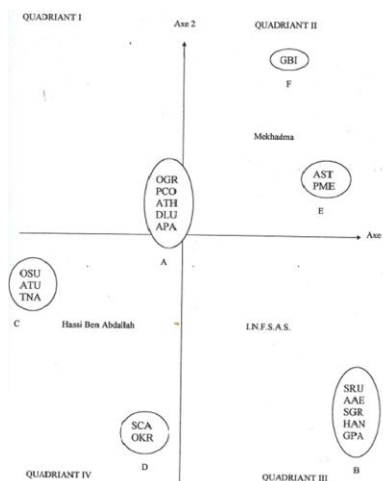 QUADRIANT I
Axe 2
QUADRIANT II
GBI
F
Mekhadma
AST
PME
E
OGR
PCO
ATH
DLU
APA
Axe
A
OSU
ATU
TNA
C
Hassi Ben Abdallah
I.N.F.S.A.S.
SRU
AAE
SGR
HAN
GPA
B
SCA
OKR
D
QUADRIANT IV
QUADRIANT III